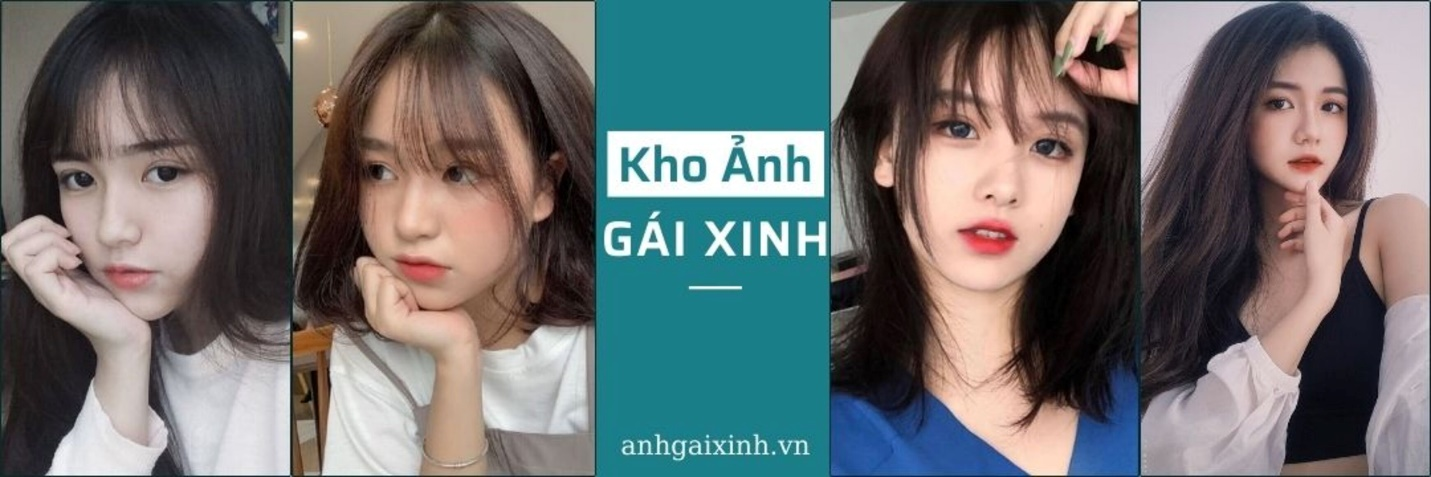 Kho Ảnh
GÁI XINH
anhgaixinh.vn